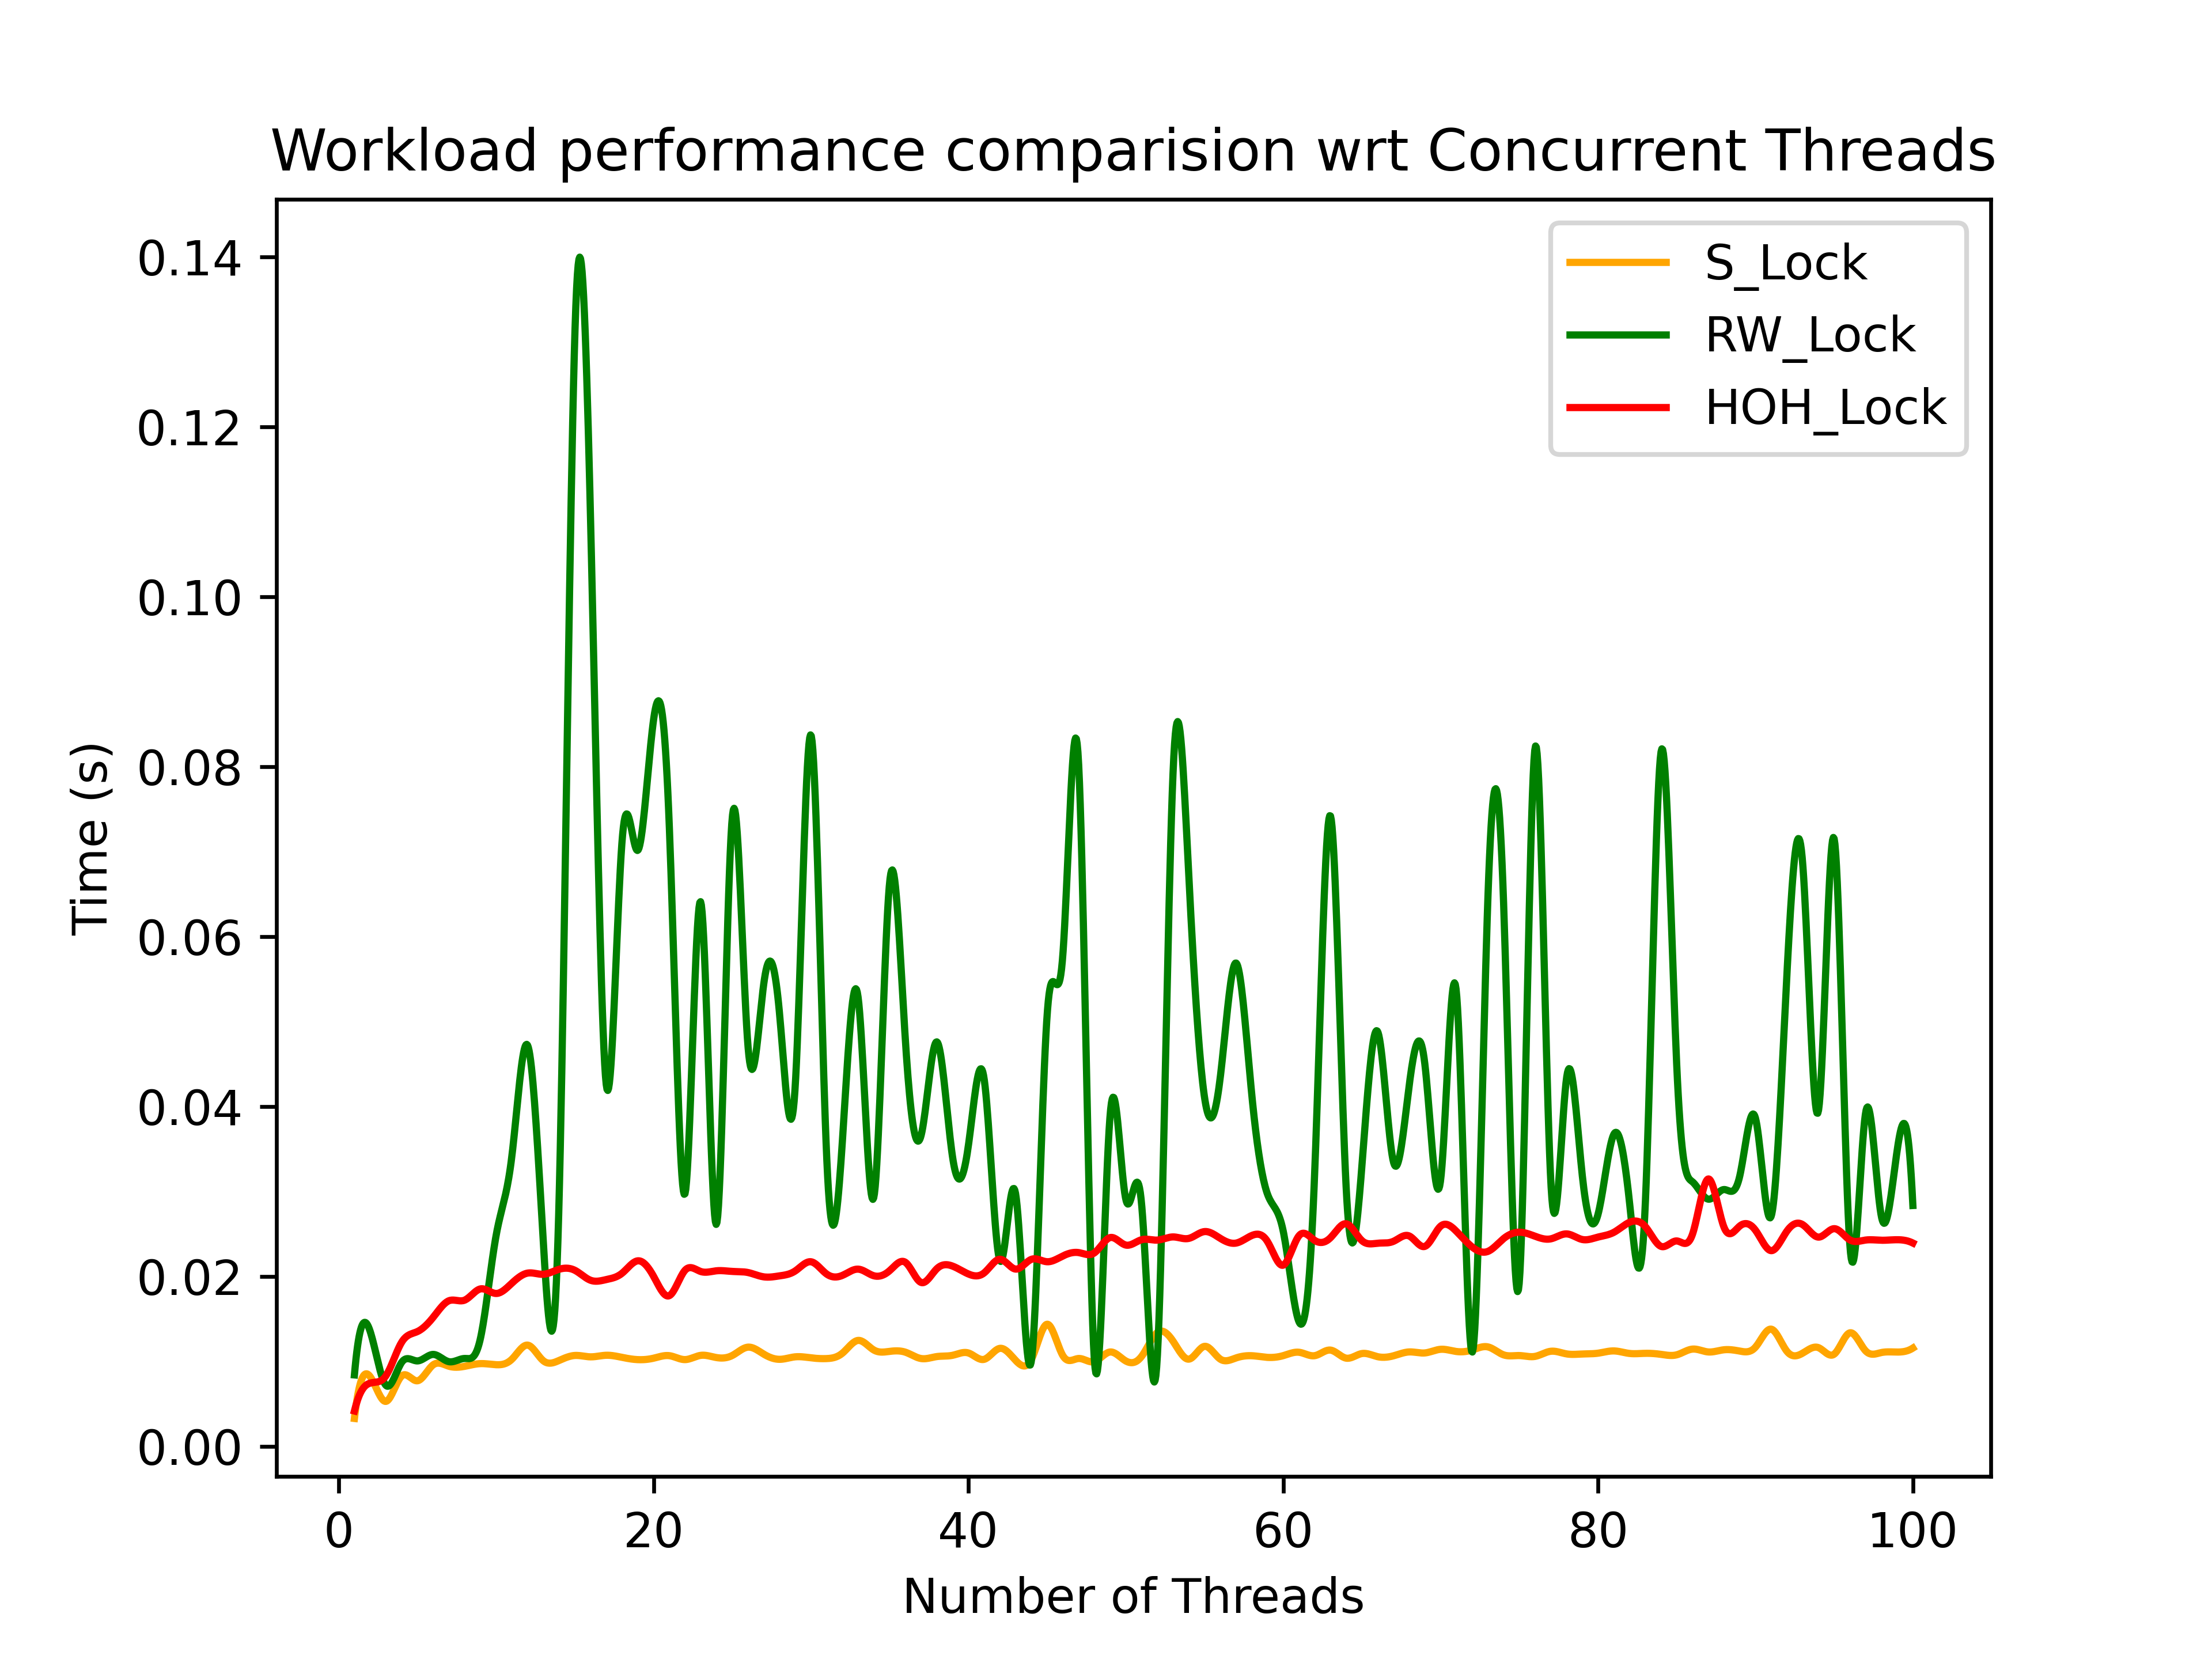 Workload performance comparision wrt Concurrent Threads
S_Lock
RW_Lock
HOH_Lock
0.14
0.12
0.10
0.08
0.06
0.04
0.02
0.00
Time (s)
0 20 40 60 80 100
Number of Threads